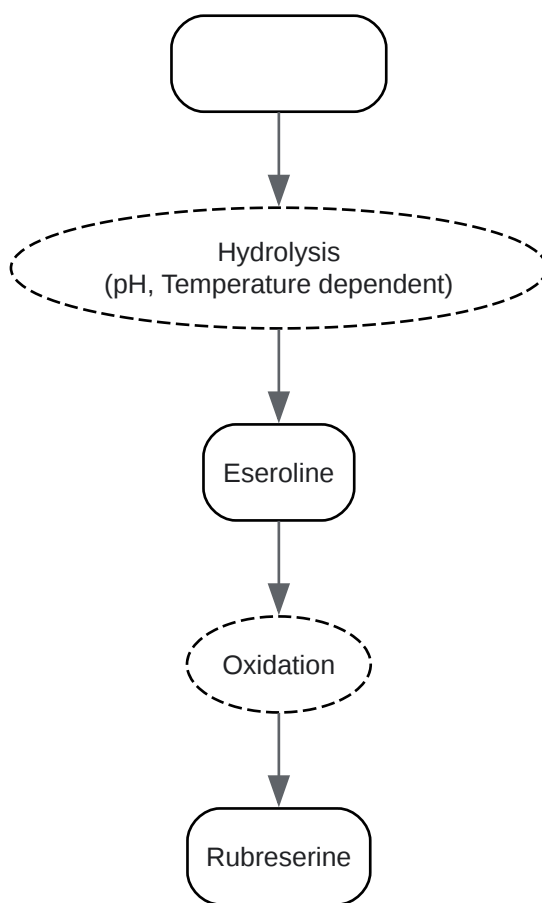 Hydrolysis
(pH, Temperature dependent)
Eseroline
Oxidation
Rubreserine